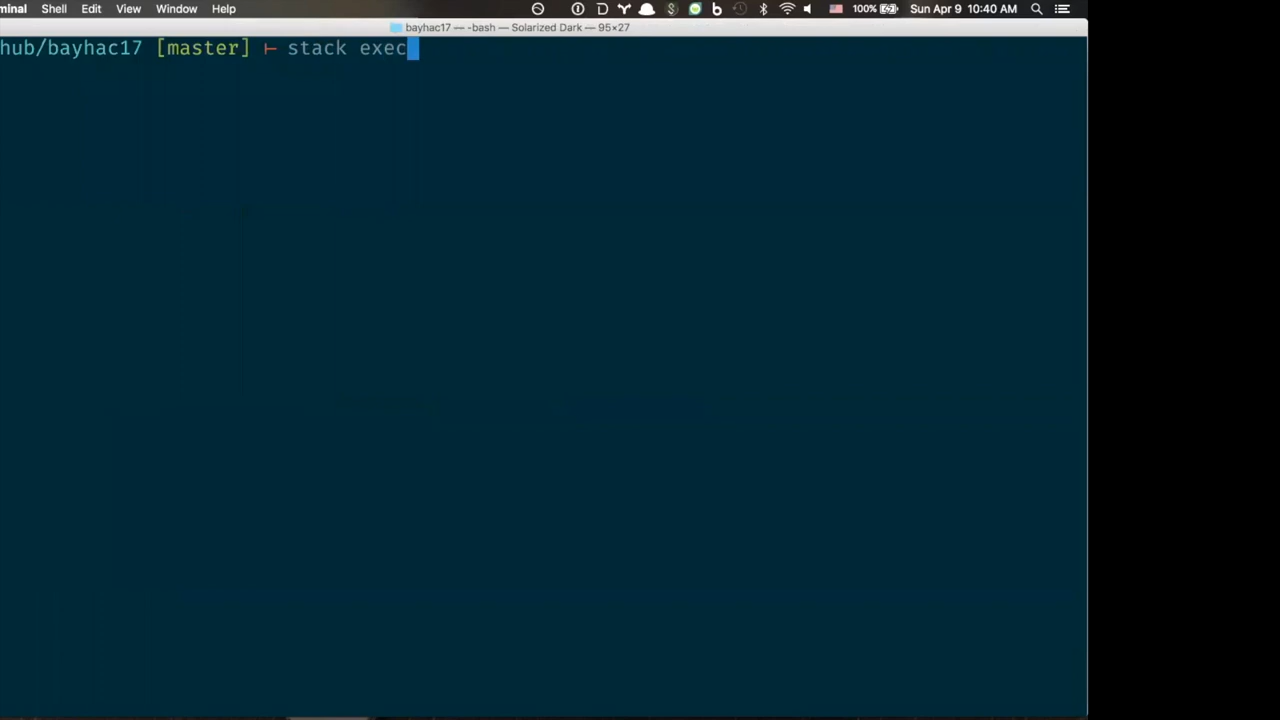 minal Shell Edit View Window Help 100% Sun Apr 9 10:40 AM
bayhac17 — -bash — Solarized Dark — 95×27
hub/bayhac17 [master] ⊢ stack exec